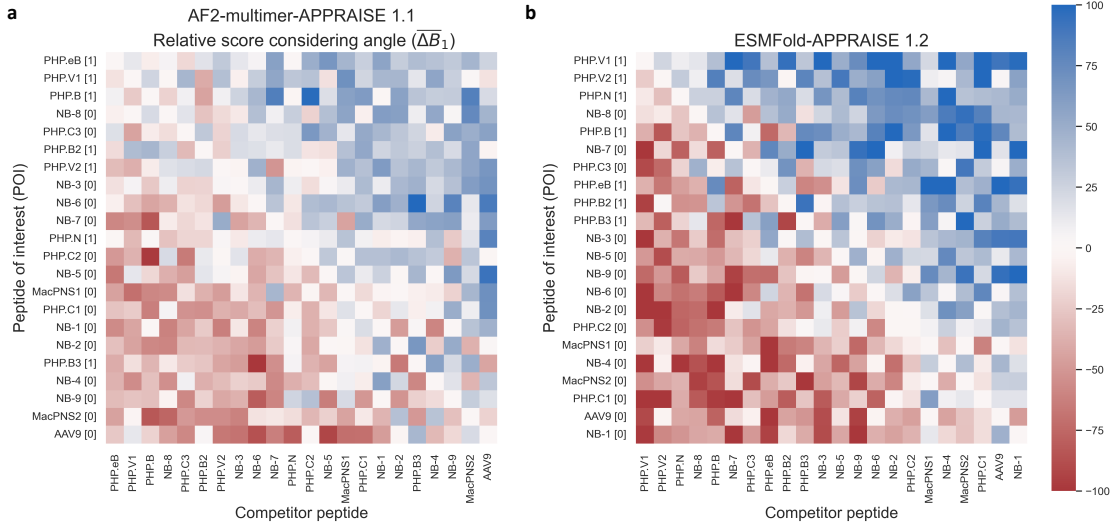 a
AF2-multimer-APPRAISE 1.1
Relative score considering angle (ΔB̅₁)
Peptide of interest (POI)
PHP.eB [1]
PHP.V1 [1]
PHP.B [1]
NB-8 [0]
PHP.C3 [0]
PHP.B2 [1]
PHP.V2 [1]
NB-3 [0]
NB-6 [0]
NB-7 [0]
PHP.N [1]
PHP.C2 [0]
NB-5 [0]
MacPNS1 [0]
PHP.C1 [0]
NB-1 [0]
NB-2 [0]
PHP.B3 [1]
NB-4 [0]
NB-9 [0]
MacPNS2 [0]
AAV9 [0]
PHP.eB
PHP.V1
PHP.B
NB-8
PHP.C3
PHP.B2
PHP.V2
NB-3
NB-6
NB-7
PHP.N
PHP.C2
NB-5
MacPNS1
PHP.C1
NB-1
NB-2
PHP.B3
NB-4
NB-9
MacPNS2
AAV9
Competitor peptide
b
ESMFold-APPRAISE 1.2
Peptide of interest (POI)
PHP.V1 [1]
PHP.V2 [1]
PHP.N [1]
NB-8 [0]
PHP.B [1]
NB-7 [0]
PHP.C3 [0]
PHP.eB [1]
PHP.B2 [1]
PHP.B3 [1]
NB-3 [0]
NB-5 [0]
NB-9 [0]
NB-6 [0]
NB-2 [0]
PHP.C2 [0]
MacPNS1 [0]
NB-4 [0]
MacPNS2 [0]
PHP.C1 [0]
AAV9 [0]
NB-1 [0]
PHP.V1
PHP.V2
PHP.N
NB-8
PHP.B
NB-7
PHP.C3
PHP.eB
PHP.B2
PHP.B3
NB-3
NB-5
NB-9
NB-6
NB-2
PHP.C2
MacPNS1
NB-4
MacPNS2
PHP.C1
AAV9
NB-1
Competitor peptide
100
75
50
25
0
−25
−50
−75
−100